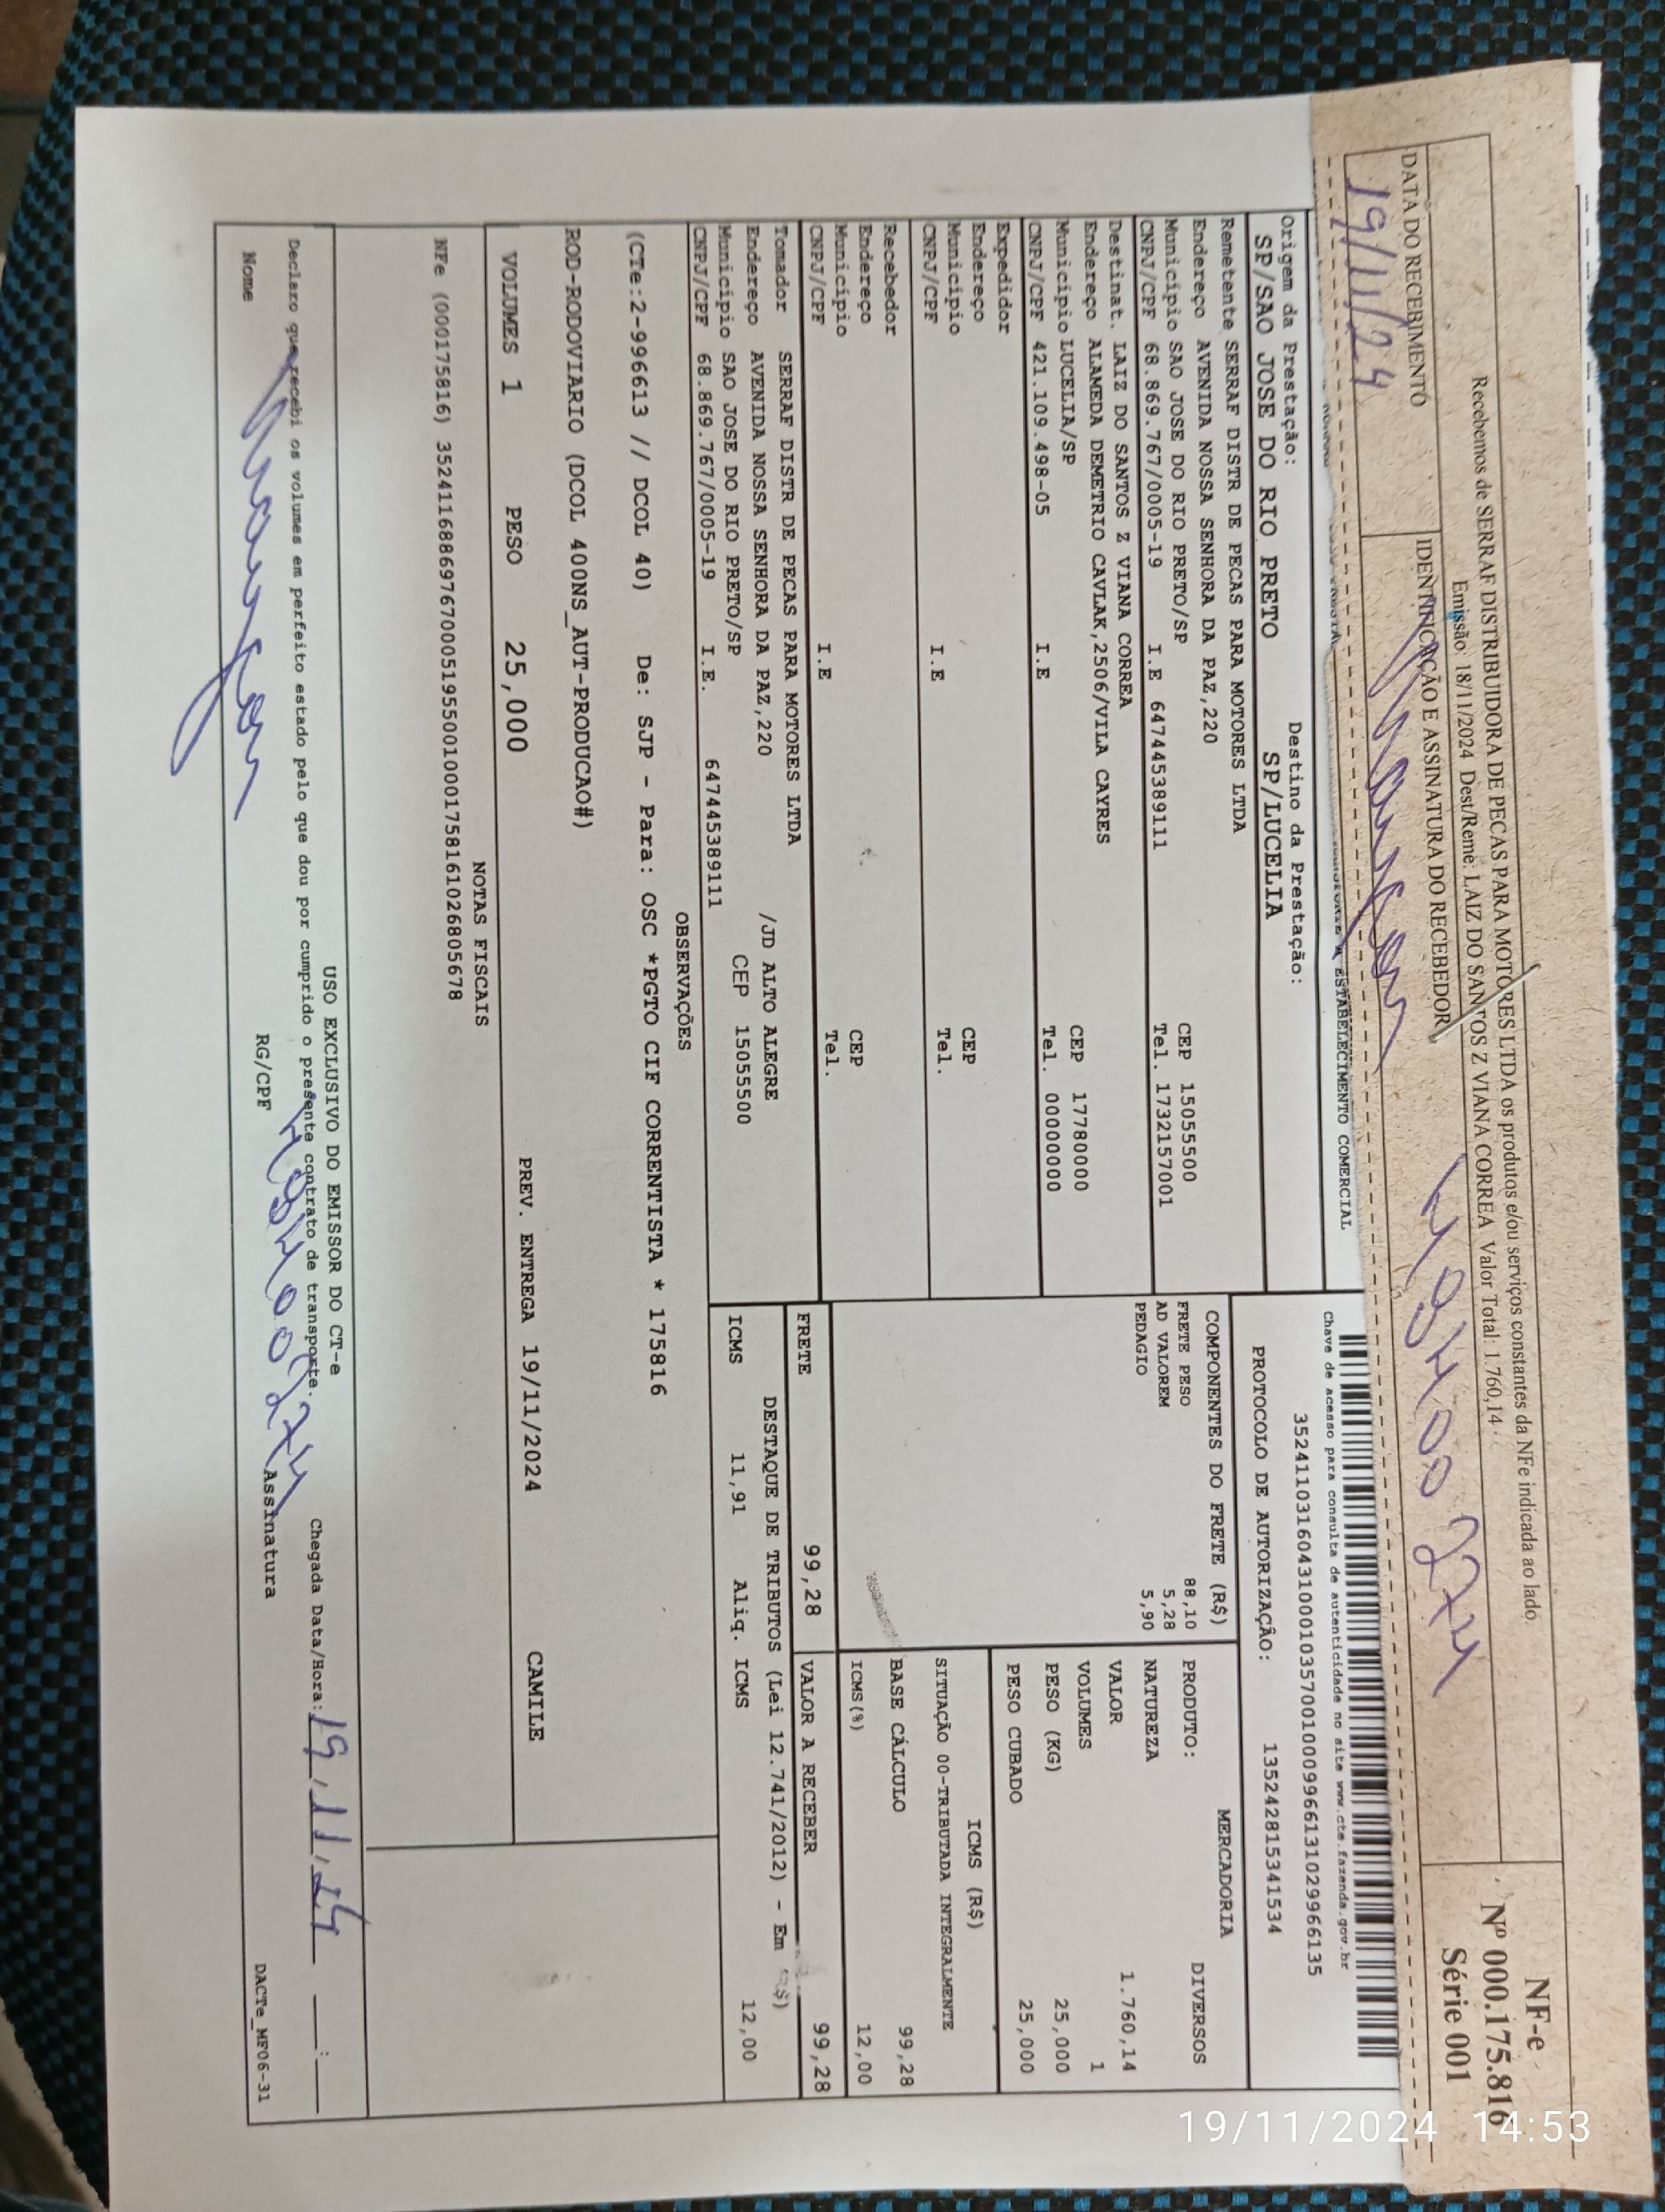 Recebemos de SERRAF DISTRIBUIDORA DE PECAS PARA MOTORES LTDA os produtos e/ou serviços constantes da NFe indicada ao lado.
Emissão: 18/11/2024 Dest/Reme: LAIZ DO SANTOS Z VIANA CORREA Valor Total: 1.760,14
DATA DO RECEBIMENTO
19/11/24
IDENTIFICAÇÃO E ASSINATURA DO RECEBEDOR
NF-e
Nº 000.175.816
Série 001
ESTABELECIMENTO COMERCIAL
Chave de acesso para consulta de autenticidade no site www.cte.fazenda.gov.br
35241103160431000103570010009966131029966135
PROTOCOLO DE AUTORIZAÇÃO: 135242815341534
Origem da Prestação:
SP/SAO JOSE DO RIO PRETO
Destino da Prestação:
SP/LUCELIA
Remetente SERRAF DISTR DE PECAS PARA MOTORES LTDA
Endereço AVENIDA NOSSA SENHORA DA PAZ,220
Município SAO JOSE DO RIO PRETO/SP CEP 15055500
CNPJ/CPF 68.869.767/0005-19 I.E 647445389111 Tel. 1732157001
Destinat. LAIZ DO SANTOS Z VIANA CORREA
Endereço ALAMEDA DEMETRIO CAVLAK,2506/VILA CAYRES
Município LUCELIA/SP CEP 17780000
CNPJ/CPF 421.109.498-05 I.E Tel. 00000000
Expedidor
Endereço
Município CEP
CNPJ/CPF I.E Tel.
Recebedor
Endereço
Município CEP
CNPJ/CPF I.E Tel.
Tomador SERRAF DISTR DE PECAS PARA MOTORES LTDA
Endereço AVENIDA NOSSA SENHORA DA PAZ,220 /JD ALTO ALEGRE
Município SAO JOSE DO RIO PRETO/SP CEP 15055500
CNPJ/CPF 68.869.767/0005-19 I.E. 647445389111
COMPONENTES DO FRETE (R$)
FRETE PESO 88,10
AD VALOREM 5,28
PEDAGIO 5,90
MERCADORIA
PRODUTO: DIVERSOS
NATUREZA
VALOR 1.760,14
VOLUMES 1
PESO (KG) 25,000
PESO CUBADO 25,000
ICMS (R$)
SITUAÇÃO 00-TRIBUTADA INTEGRALMENTE
BASE CÁLCULO 99,28
ICMS(%) 12,00
FRETE 99,28
VALOR A RECEBER 99,28
DESTAQUE DE TRIBUTOS (Lei 12.741/2012) - Em (R$)
ICMS 11,91 Aliq. ICMS 12,00
OBSERVAÇÕES
(CTe:2-996613 // DCOL 40) De: SJP - Para: OSC *PGTO CIF CORRENTISTA * 175816
ROD-RODOVIARIO (DCOL 400NS_AUT-PRODUCAO#)
VOLUMES 1 PESO 25,000 PREV. ENTREGA 19/11/2024 CAMILE
NOTAS FISCAIS
NFe (000175816) 35241168869767000519550010001758161026805678
USO EXCLUSIVO DO EMISSOR DO CT-e
Declaro que recebi os volumes em perfeito estado pelo que dou por cumprido o presente contrato de transporte.
Chegada Data/Hora: 19/11/24 __:__
Nome RG/CPF Assinatura
DACTe_MF06-31
19/11/2024 14:53